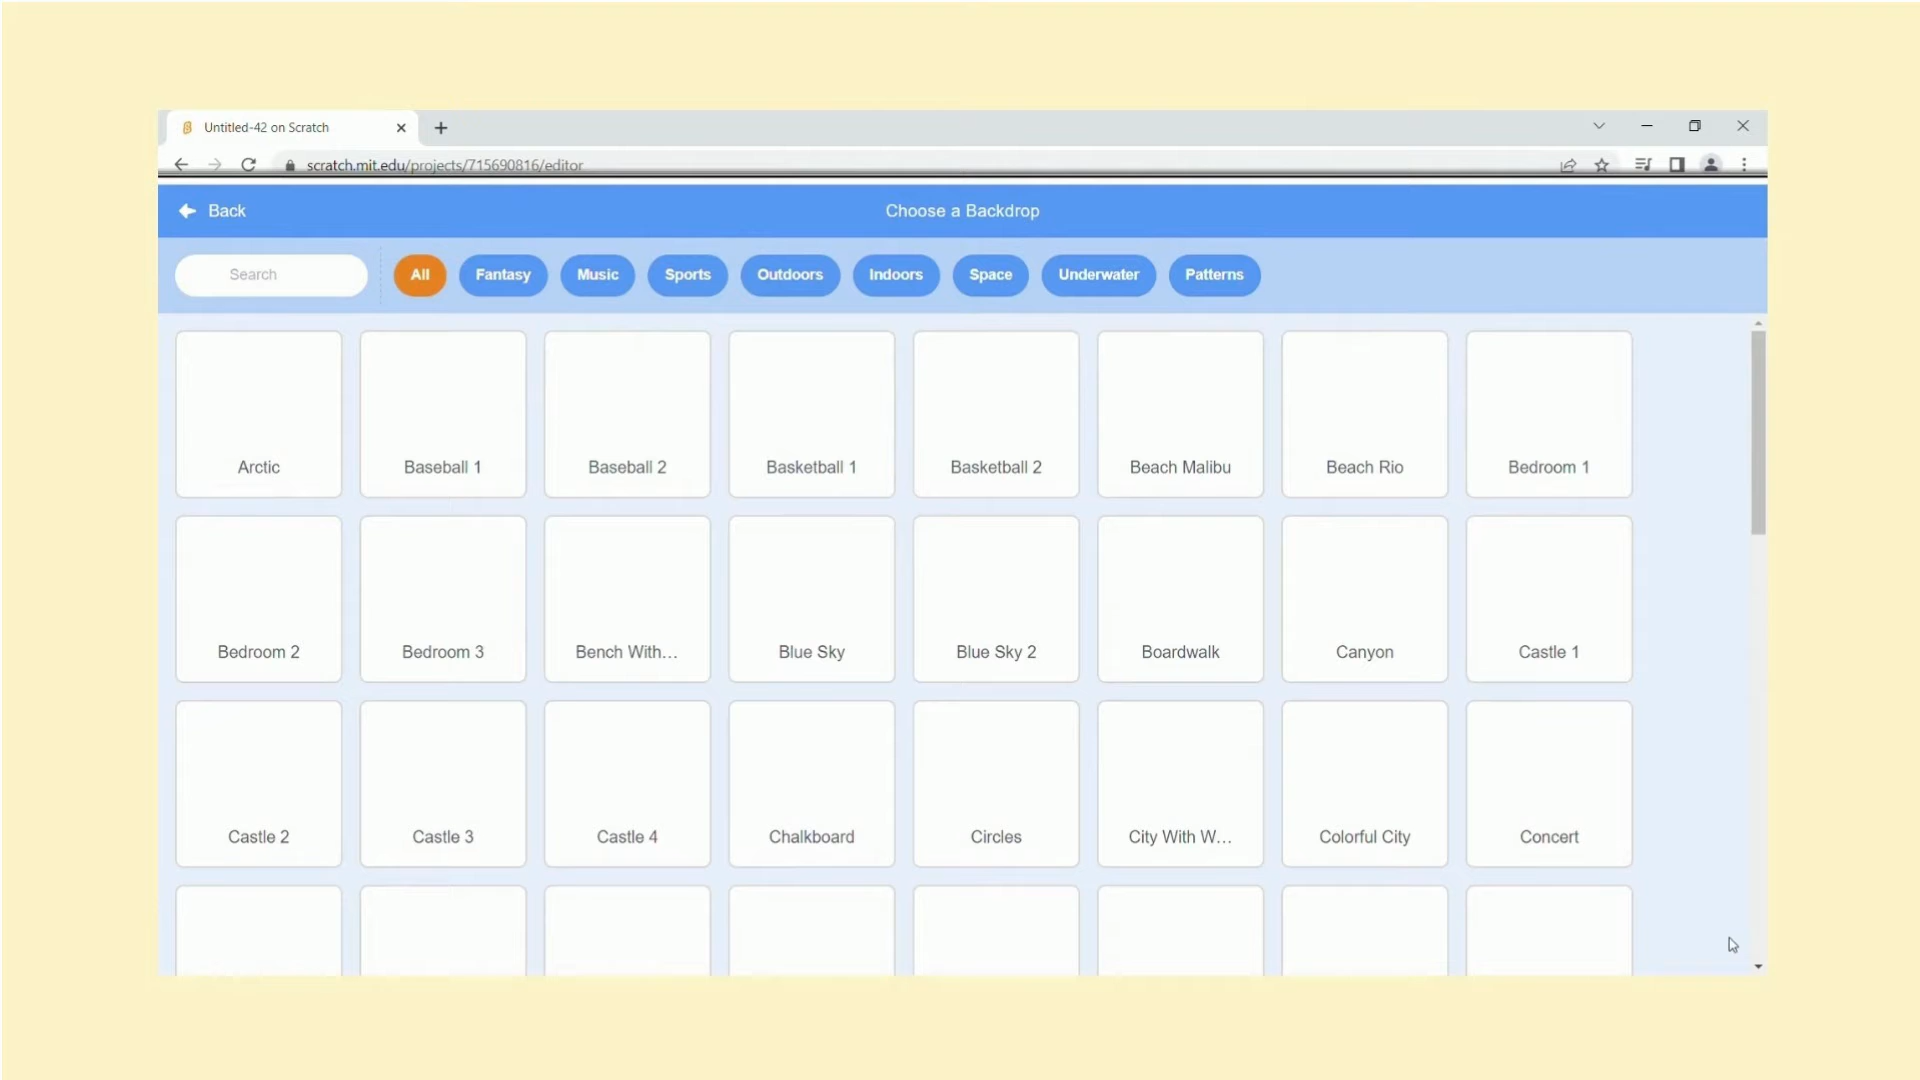 Untitled-42 on Scratch
scratch.mit.edu/projects/715690816/editor
Back
Choose a Backdrop
Search
All
Fantasy
Music
Sports
Outdoors
Indoors
Space
Underwater
Patterns
Arctic
Baseball 1
Baseball 2
Basketball 1
Basketball 2
Beach Malibu
Beach Rio
Bedroom 1
Bedroom 2
Bedroom 3
Bench With...
Blue Sky
Blue Sky 2
Boardwalk
Canyon
Castle 1
Castle 2
Castle 3
Castle 4
Chalkboard
Circles
City With W...
Colorful City
Concert